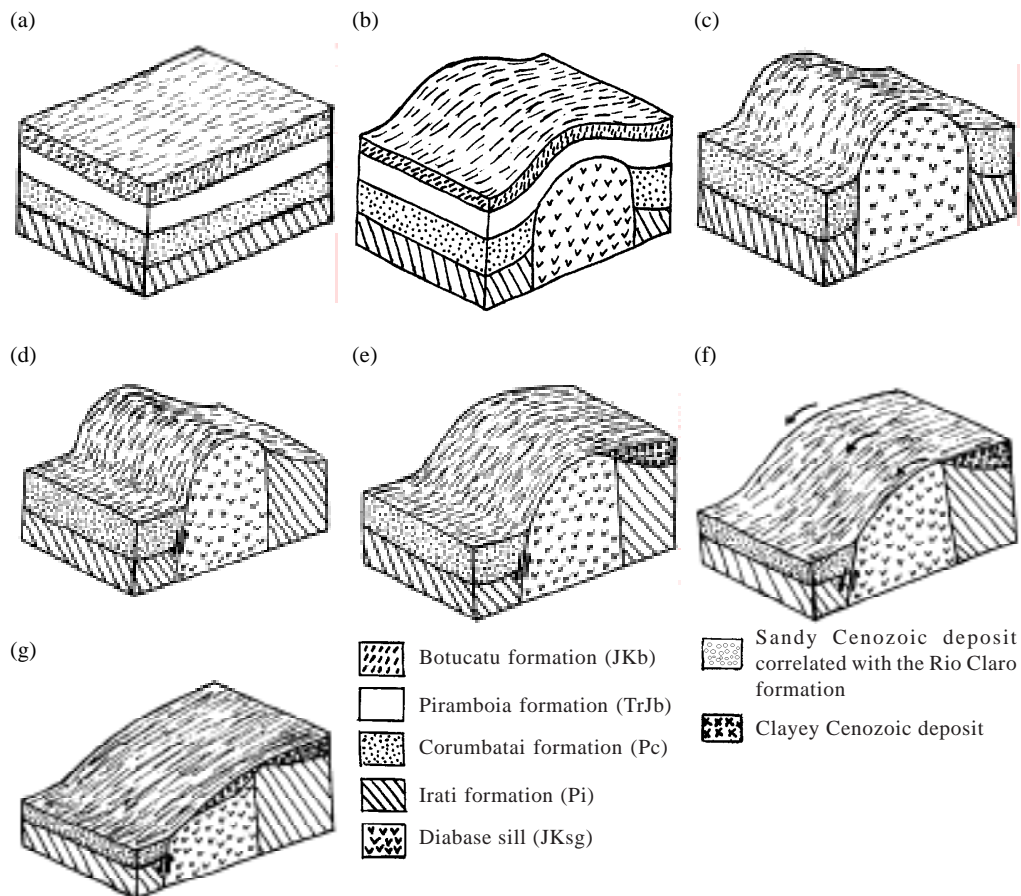 (a)
(b)
(c)
(d)
(e)
(f)
(g)
Botucatu formation (JKb)
Piramboia formation (TrJb)
Corumbatai formation (Pc)
Irati formation (Pi)
Diabase sill (JKsg)
Sandy Cenozoic deposit
correlated with the Rio Claro
formation
Clayey Cenozoic deposit